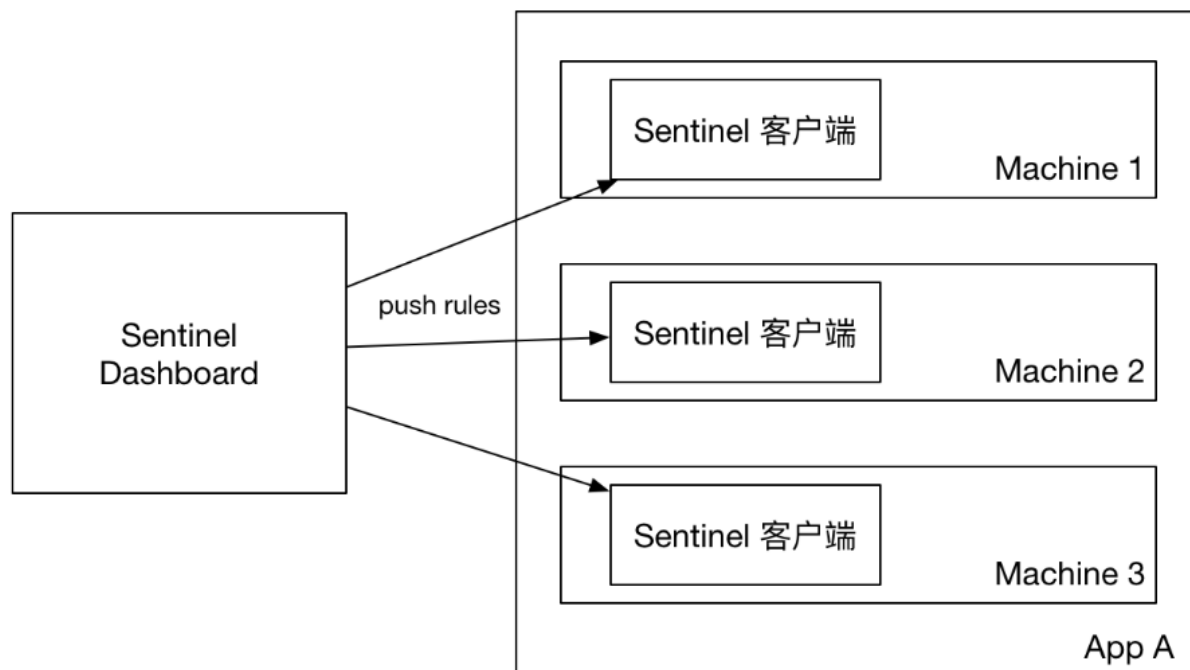 Sentinel 客户端
Machine 1
Sentinel
Dashboard
push rules
Sentinel 客户端
Machine 2
Sentinel 客户端
Machine 3
App A